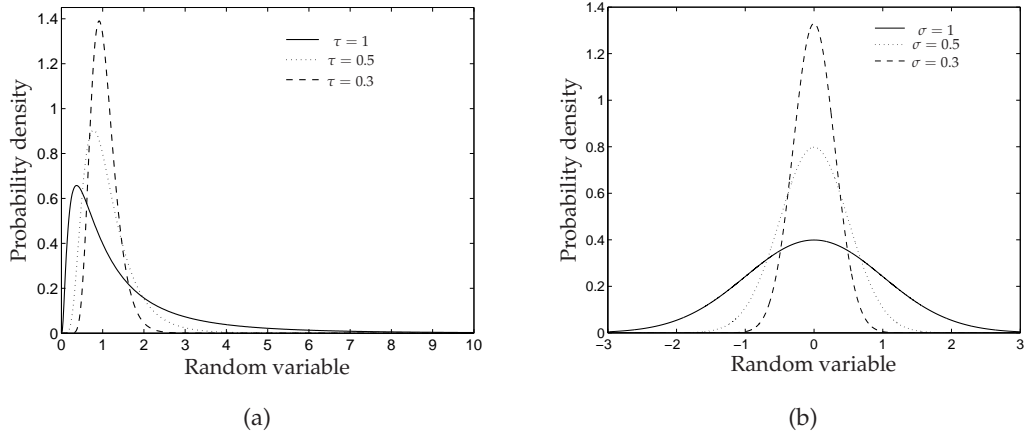 Probability density
1.4
1.2
1
0.8
0.6
0.4
0.2
0
τ = 1
τ = 0.5
τ = 0.3
0 1 2 3 4 5 6 7 8 9 10
Random variable
(a)
Probability density
1.4
1.2
1
0.8
0.6
0.4
0.2
0
σ = 1
σ = 0.5
σ = 0.3
−3 −2 −1 0 1 2 3
Random variable
(b)